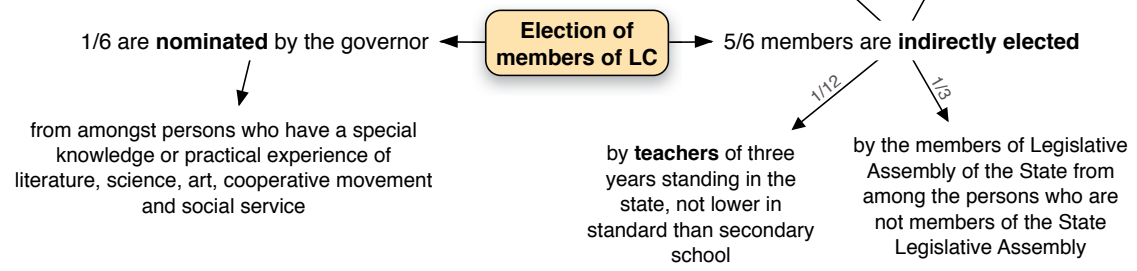 Election of
members of LC
1/6 are nominated by the governor
from amongst persons who have a special
knowledge or practical experience of
literature, science, art, cooperative movement
and social service
5/6 members are indirectly elected
1/12
by teachers of three
years standing in the
state, not lower in
standard than secondary
school
1/3
by the members of Legislative
Assembly of the State from
among the persons who are
not members of the State
Legislative Assembly